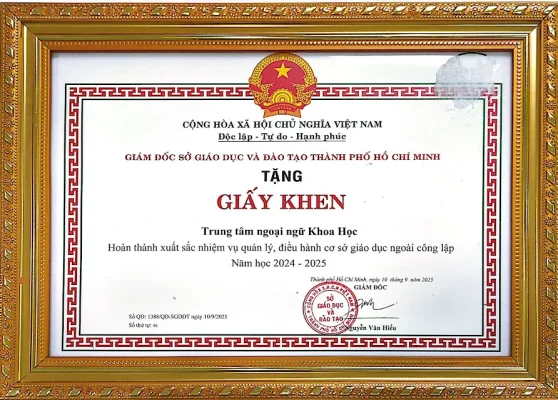 CỘNG HÒA XÃ HỘI CHỦ NGHĨA VIỆT NAM
Độc lập - Tự do - Hạnh phúc
GIÁM ĐỐC SỞ GIÁO DỤC VÀ ĐÀO TẠO THÀNH PHỐ HỒ CHÍ MINH
TẶNG
GIẤY KHEN
Trung tâm ngoại ngữ Khoa Học
Hoàn thành xuất sắc nhiệm vụ quản lý, điều hành cơ sở giáo dục ngoài công lập
Năm học 2024 - 2025
Thành phố Hồ Chí Minh, ngày 10 tháng 9 năm 2025
GIÁM ĐỐC
SỞ
GIÁO DỤC
VÀ
ĐÀO TẠO
Số QĐ: 1388/QĐ-SGDĐT ngày 10/9/2025
Số thứ tự: 46
Nguyễn Văn Hiếu